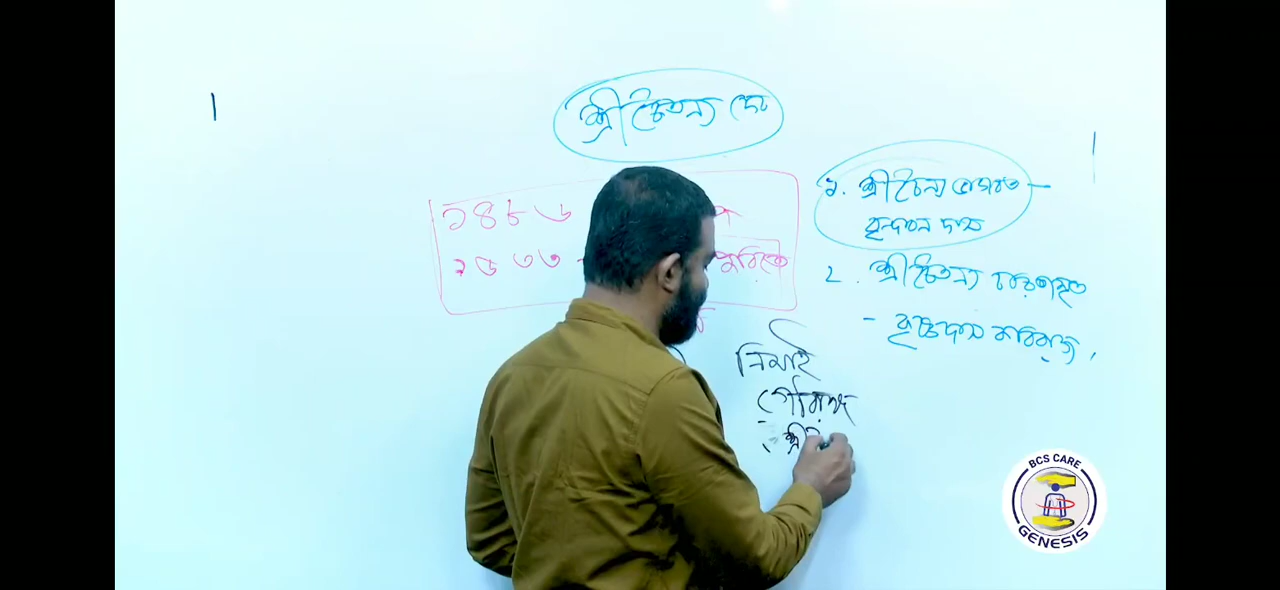 শ্রীচৈতন্য দেব
১৪৮৬
১৫৩৩ -
১. শ্রীচৈতন্য ভাগবত -
বৃন্দাবন দাস
২. শ্রীচৈতন্য চরিতামৃত
- কৃষ্ণদাস কবিরাজ,
নিমাই
গৌরাঙ্গ
শ্রী
BCS CARE
GENESIS